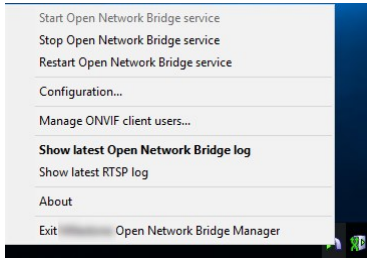 Start Open Network Bridge service
Stop Open Network Bridge service
Restart Open Network Bridge service
Configuration...
Manage ONVIF client users...
Show latest Open Network Bridge log
Show latest RTSP log
About
Exit Open Network Bridge Manager